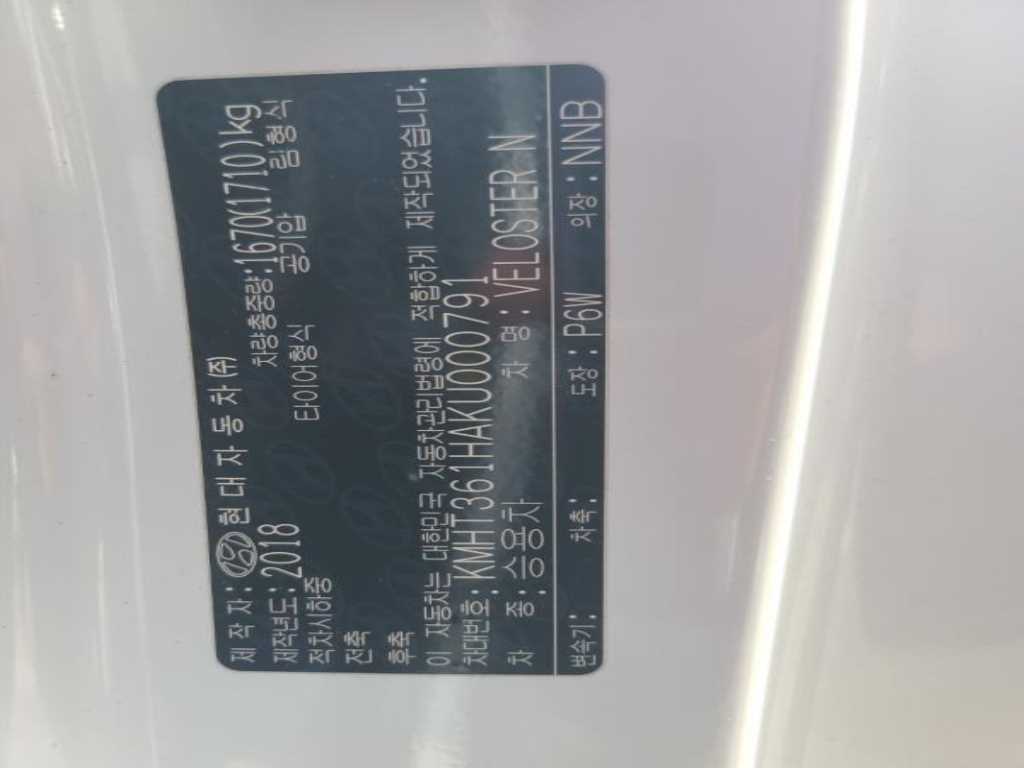 제 작 자: 현 대 자 동 차 (주)
제작년도: 2018 차량총중량:1670(1710)kg
적차시하중 타이어형식 공기압 림형식
전축
후축
이 자동차는 대한민국 자동차관리법령에 적합하게 제작되었습니다.
차대번호: KMHT361HAKU000791
차 종:승용차 차 명: VELOSTER N
변속기: 차축: 도장: P6W 의장:NNB